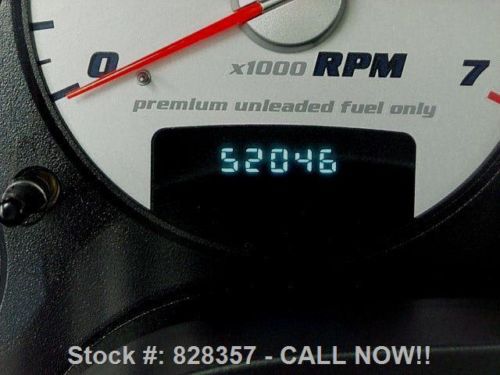 0 x1000 RPM 7
premium unleaded fuel only
52046
Stock #: 828357 - CALL NOW!!